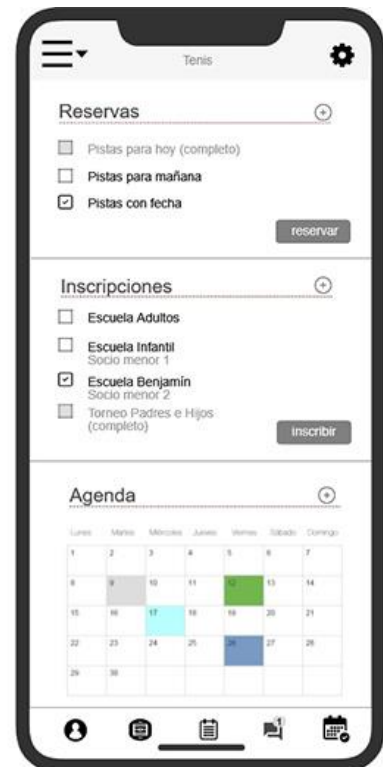 Tenis
Reservas
Pistas para hoy (completo)
Pistas para mañana
Pistas con fecha
reservar
Inscripciones
Escuela Adultos
Escuela Infantil
Socio menor 1
Escuela Benjamín
Socio menor 2
Torneo Padres e Hijos
(completo)
inscribir
Agenda
Lunes Martes Miércoles Jueves Viernes Sábado Domingo
1 2 3 4 5 6 7
8 9 10 11 12 13 14
15 16 17 18 19 20 21
22 23 24 25 26 27 28
29 30
1